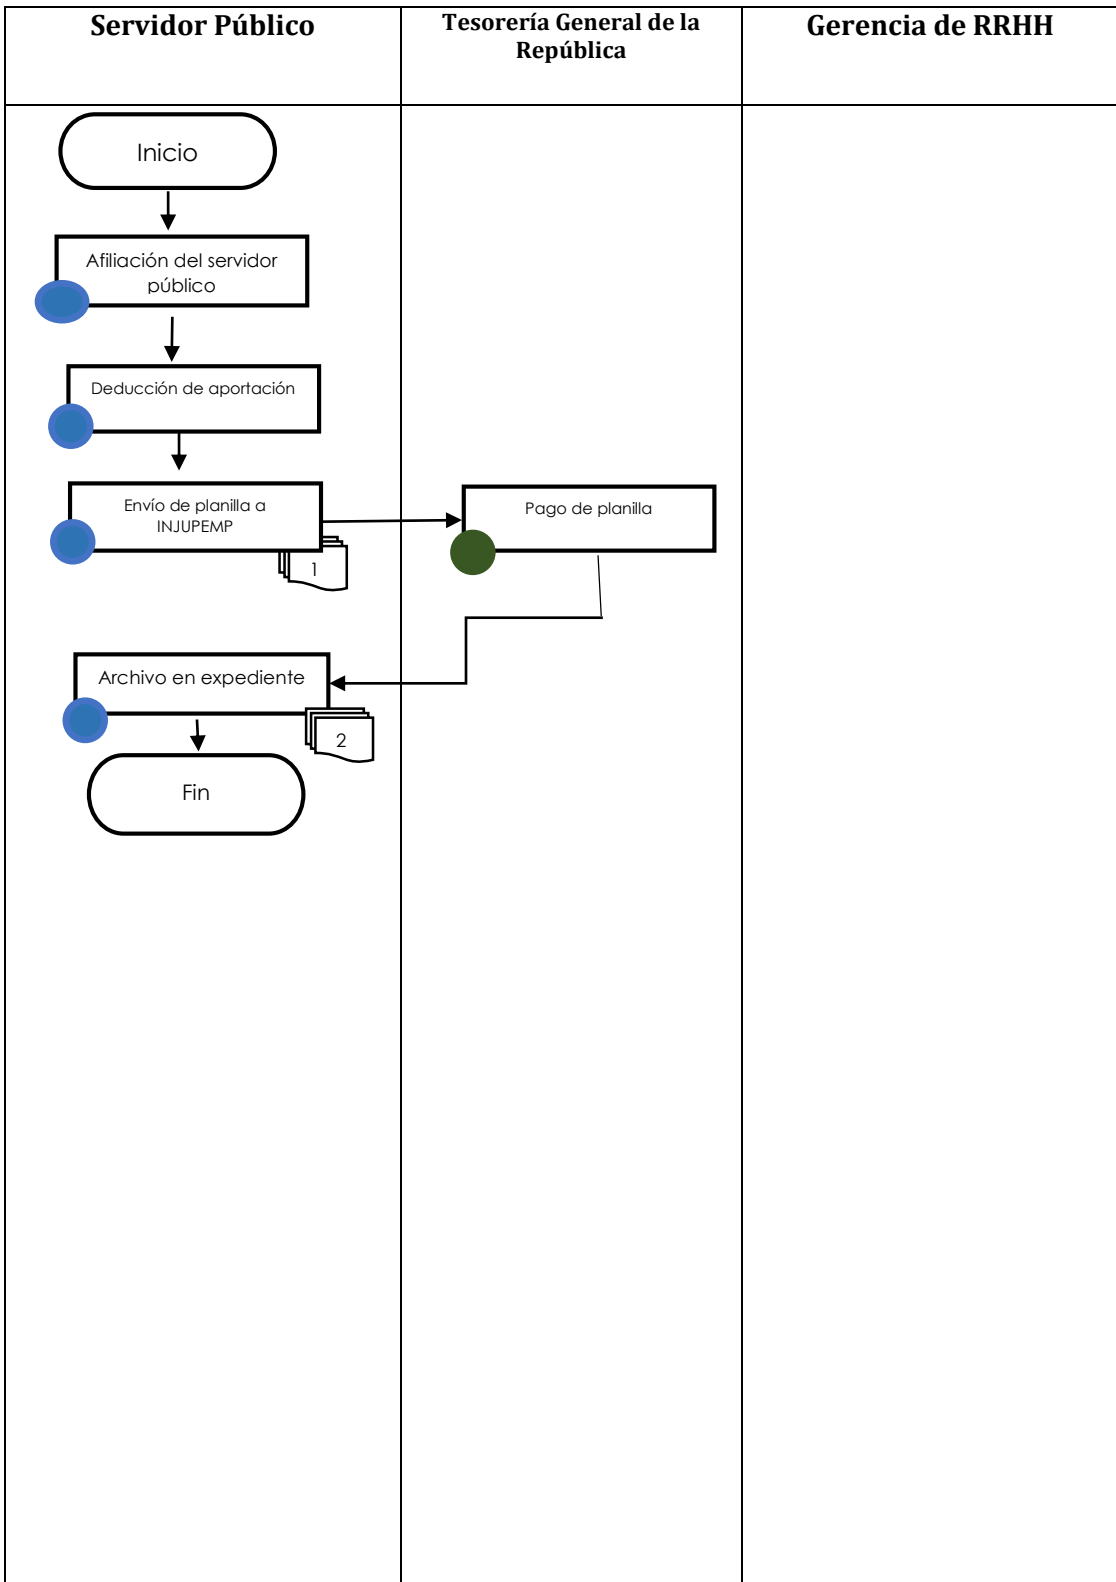 Servidor Público
Tesorería General de la
República
Gerencia de RRHH
Inicio
Afiliación del servidor
público
Deducción de aportación
Envío de planilla a
INJUPEMP
1
Pago de planilla
Archivo en expediente
2
Fin